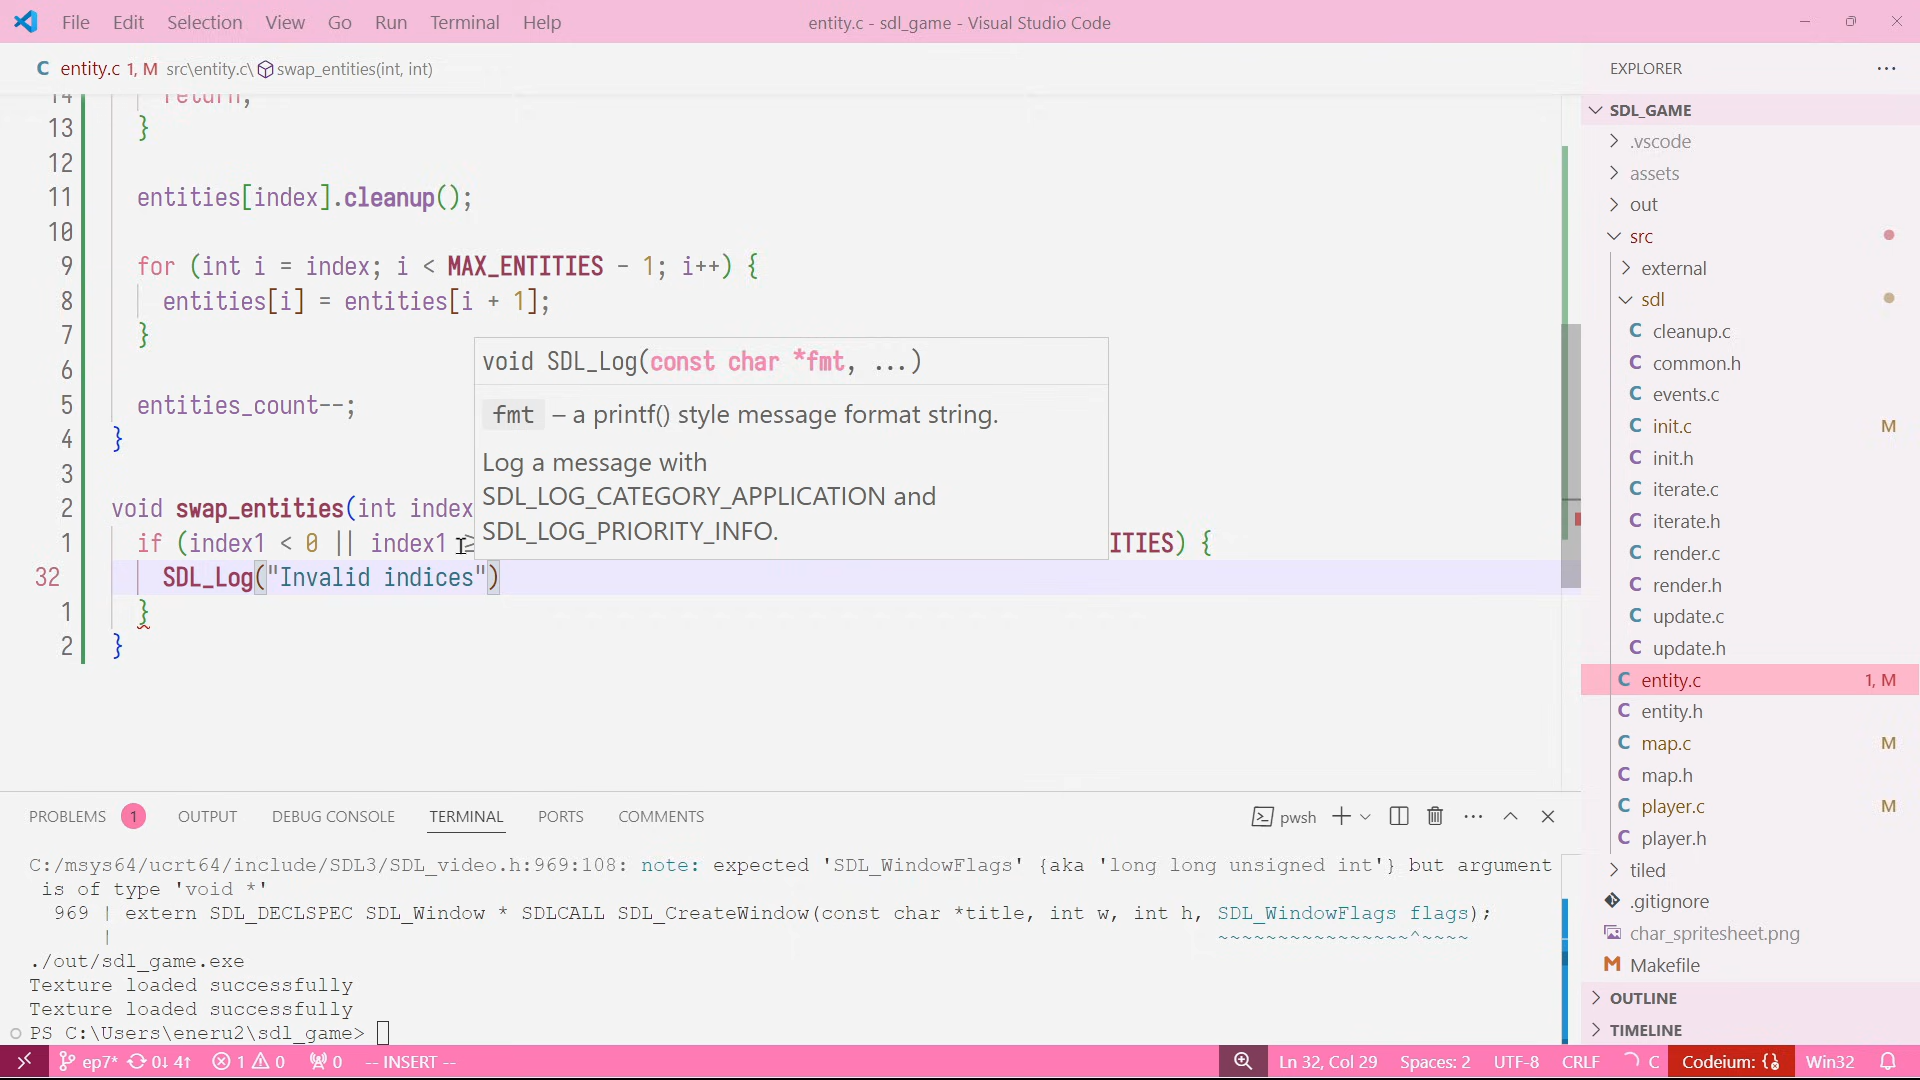 File Edit Selection View Go Run Terminal Help
entity.c - sdl_game - Visual Studio Code
C entity.c 1, M src\entity.c\ swap_entities(int, int)
EXPLORER ···
14 return;
13 }
12
11 entities[index].cleanup();
10
9 for (int i = index; i < MAX_ENTITIES - 1; i++) {
8 entities[i] = entities[i + 1];
7 }
6
5 entities_count--;
4 }
3
2 void swap_entities(int index
1 if (index1 < 0 || index1 ITIES) {
32 SDL_Log("Invalid indices")
1 }
2 }
void SDL_Log(const char *fmt, ...)
fmt – a printf() style message format string.
Log a message with
SDL_LOG_CATEGORY_APPLICATION and
SDL_LOG_PRIORITY_INFO.
SDL_GAME
.vscode
assets
out
src
external
sdl
C cleanup.c
C common.h
C events.c
C init.c M
C init.h
C iterate.c
C iterate.h
C render.c
C render.h
C update.c
C update.h
C entity.c 1, M
C entity.h
C map.c M
C map.h
C player.c M
C player.h
tiled
.gitignore
char_spritesheet.png
M Makefile
OUTLINE
TIMELINE
PROBLEMS 1 OUTPUT DEBUG CONSOLE TERMINAL PORTS COMMENTS
pwsh
C:/msys64/ucrt64/include/SDL3/SDL_video.h:969:108: note: expected 'SDL_WindowFlags' {aka 'long long unsigned int'} but argument
is of type 'void *'
969 | extern SDL_DECLSPEC SDL_Window * SDLCALL SDL_CreateWindow(const char *title, int w, int h, SDL_WindowFlags flags);
| ~~~~~~~~~~~~~~~~^~~~~
./out/sdl_game.exe
Texture loaded successfully
Texture loaded successfully
PS C:\Users\eneru2\sdl_game>
ep7* 0↓ 4↑ 1 0 0 -- INSERT --
Ln 32, Col 29 Spaces: 2 UTF-8 CRLF C Codeium: {} Win32